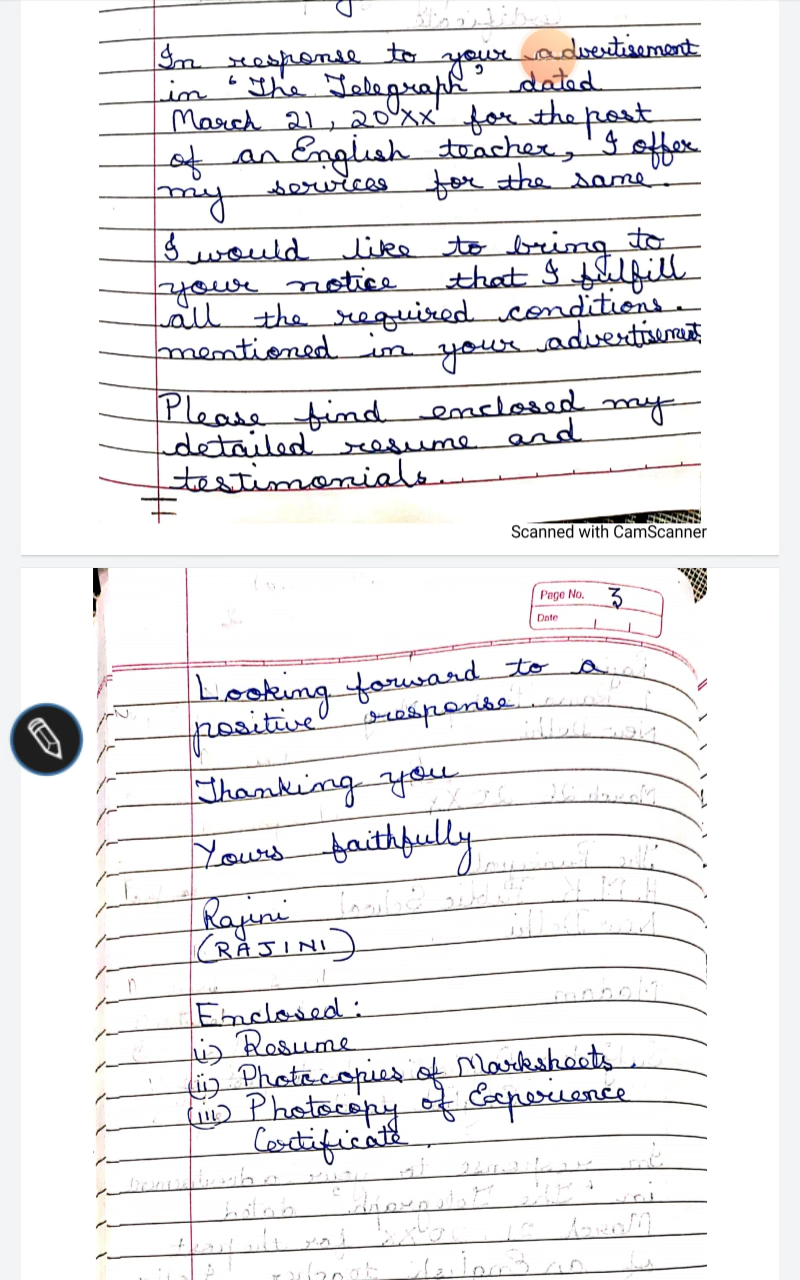 In response to your advertisement
in 'The Telegraph' dated
March 21, 20XX for the post
of an English teacher, I offer
my services for the same.
I would like to bring to
your notice that I fulfill
all the required conditions.
mentioned in your advertisement.
Please find enclosed my
detailed resume and
testimonials.
Scanned with CamScanner
Page No. 3
Date
Looking forward to a
positive response.
Thanking you
Yours faithfully
Rajini
(RAJINI)
Enclosed:
(i) Resume
(ii) Photocopies of Marksheets.
(iii) Photocopy of Experience
Certificate.